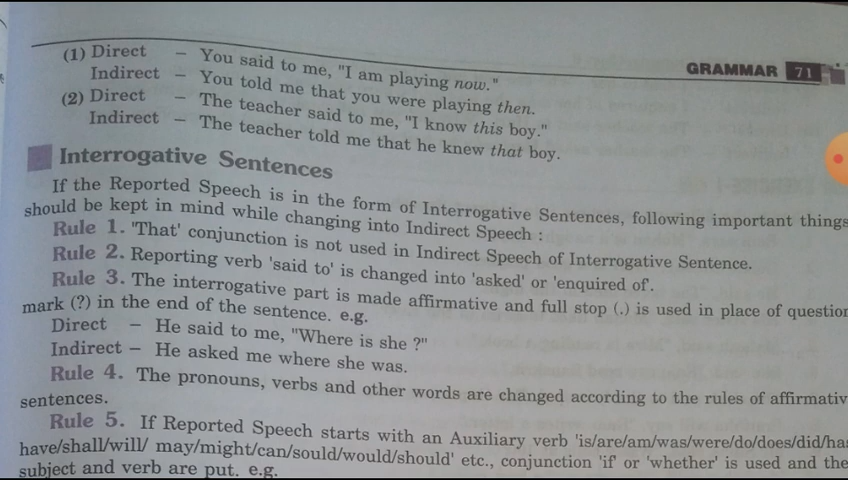 GRAMMAR 71
(1) Direct – You said to me, "I am playing now."
Indirect – You told me that you were playing then.
(2) Direct – The teacher said to me, "I know this boy."
Indirect – The teacher told me that he knew that boy.
Interrogative Sentences
If the Reported Speech is in the form of Interrogative Sentences, following important things
should be kept in mind while changing into Indirect Speech :
Rule 1. 'That' conjunction is not used in Indirect Speech of Interrogative Sentence.
Rule 2. Reporting verb 'said to' is changed into 'asked' or 'enquired of'.
Rule 3. The interrogative part is made affirmative and full stop (.) is used in place of question
mark (?) in the end of the sentence. e.g.
Direct – He said to me, "Where is she ?"
Indirect – He asked me where she was.
Rule 4. The pronouns, verbs and other words are changed according to the rules of affirmativ
sentences.
Rule 5. If Reported Speech starts with an Auxiliary verb 'is/are/am/was/were/do/does/did/ha
have/shall/will/ may/might/can/sould/would/should' etc., conjunction 'if' or 'whether' is used and the
subject and verb are put. e.g.